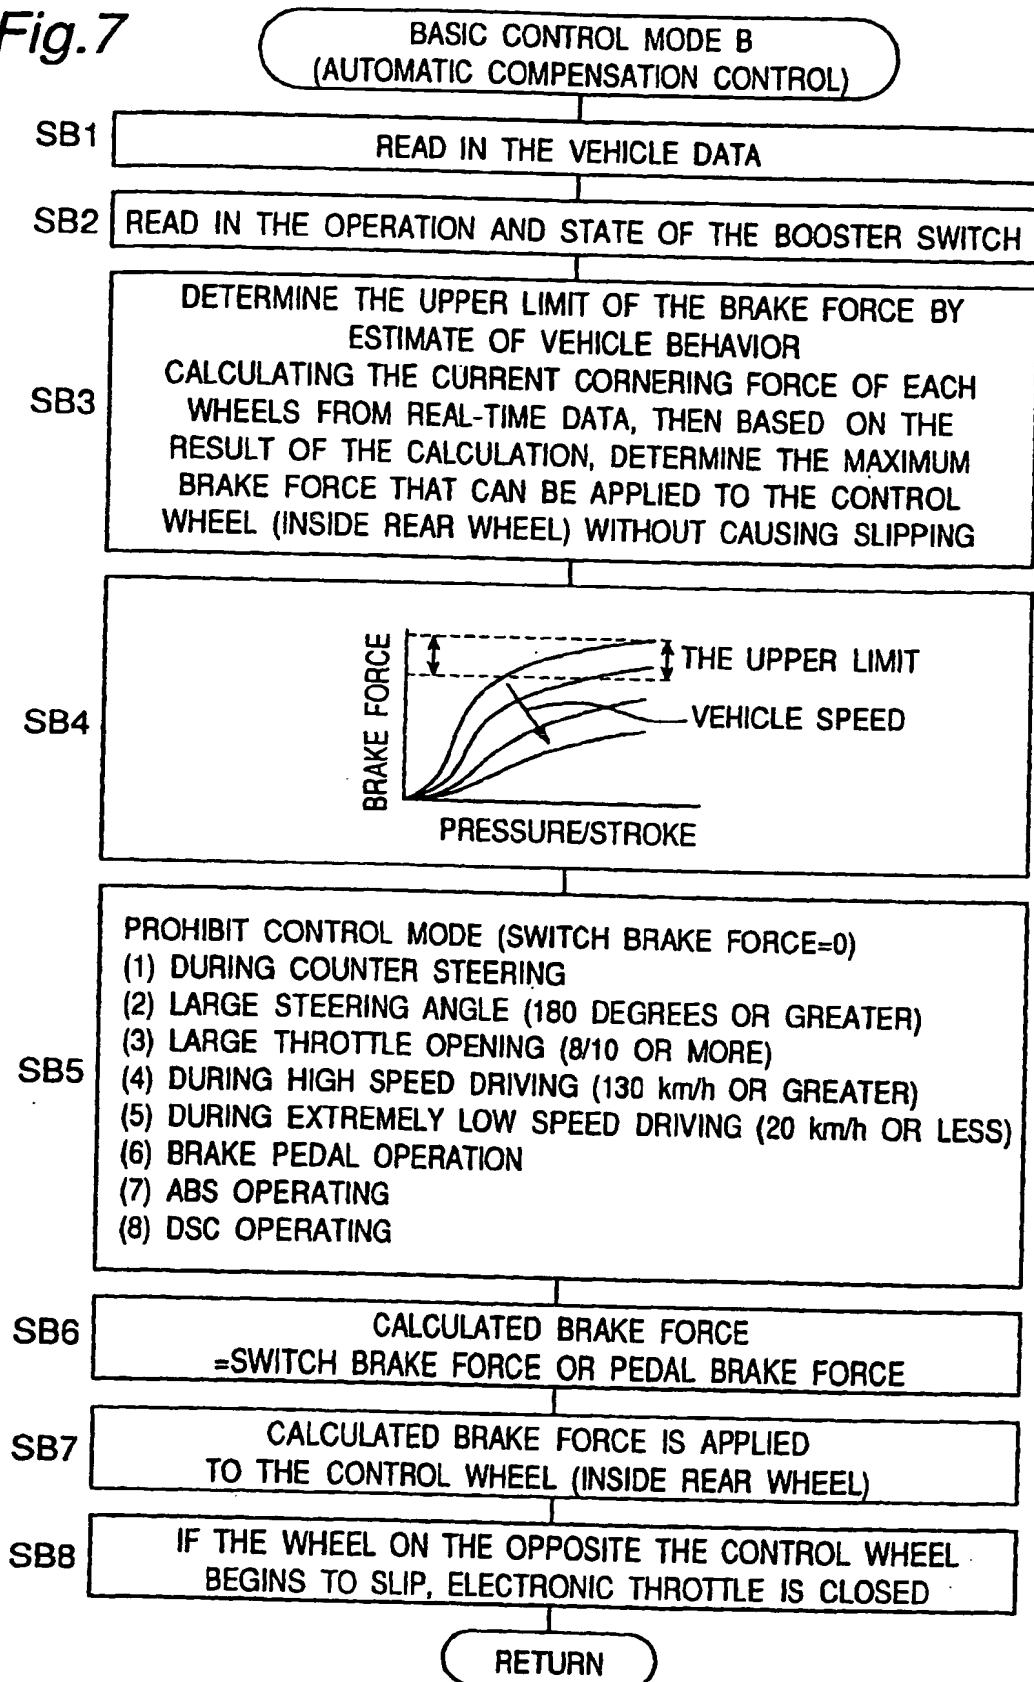 Fig.7
BASIC CONTROL MODE B
(AUTOMATIC COMPENSATION CONTROL)
SB1
READ IN THE VEHICLE DATA
SB2
READ IN THE OPERATION AND STATE OF THE BOOSTER SWITCH
SB3
DETERMINE THE UPPER LIMIT OF THE BRAKE FORCE BY
ESTIMATE OF VEHICLE BEHAVIOR
CALCULATING THE CURRENT CORNERING FORCE OF EACH
WHEELS FROM REAL-TIME DATA, THEN BASED ON THE
RESULT OF THE CALCULATION, DETERMINE THE MAXIMUM
BRAKE FORCE THAT CAN BE APPLIED TO THE CONTROL
WHEEL (INSIDE REAR WHEEL) WITHOUT CAUSING SLIPPING
SB4
BRAKE FORCE
THE UPPER LIMIT
VEHICLE SPEED
PRESSURE/STROKE
SB5
PROHIBIT CONTROL MODE (SWITCH BRAKE FORCE=0)
(1) DURING COUNTER STEERING
(2) LARGE STEERING ANGLE (180 DEGREES OR GREATER)
(3) LARGE THROTTLE OPENING (8/10 OR MORE)
(4) DURING HIGH SPEED DRIVING (130 km/h OR GREATER)
(5) DURING EXTREMELY LOW SPEED DRIVING (20 km/h OR LESS)
(6) BRAKE PEDAL OPERATION
(7) ABS OPERATING
(8) DSC OPERATING
SB6
CALCULATED BRAKE FORCE
=SWITCH BRAKE FORCE OR PEDAL BRAKE FORCE
SB7
CALCULATED BRAKE FORCE IS APPLIED
TO THE CONTROL WHEEL (INSIDE REAR WHEEL)
SB8
IF THE WHEEL ON THE OPPOSITE THE CONTROL WHEEL
BEGINS TO SLIP, ELECTRONIC THROTTLE IS CLOSED
RETURN